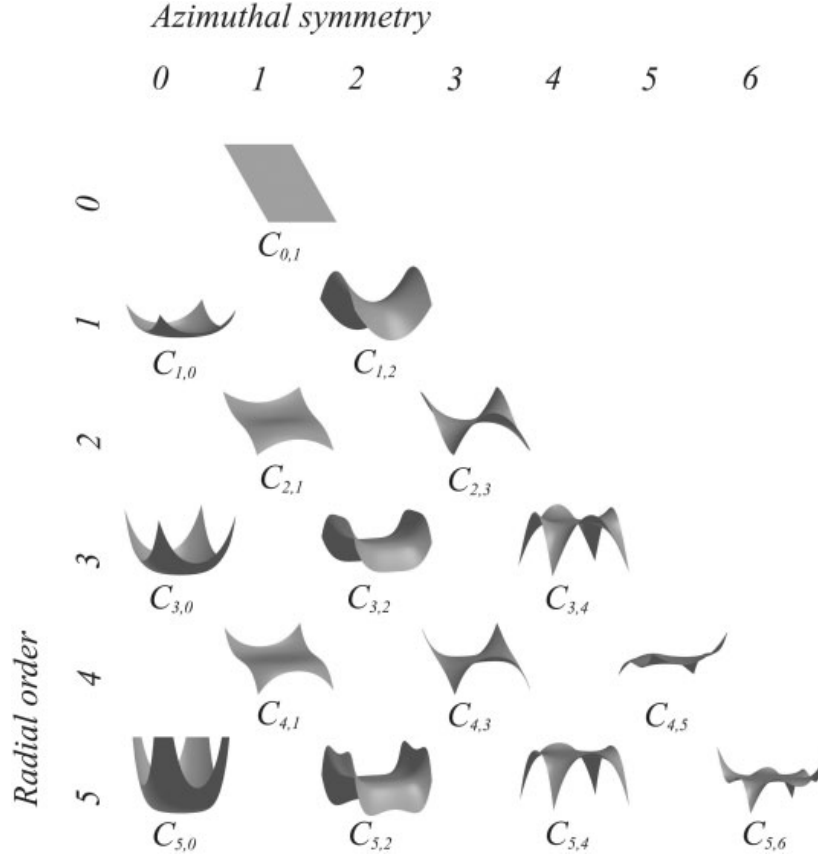 Azimuthal symmetry
0 1 2 3 4 5 6
0
C0,1
1
C1,0 C1,2
2
C2,1 C2,3
3
C3,0 C3,2 C3,4
4
C4,1 C4,3 C4,5
Radial order
5
C5,0 C5,2 C5,4 C5,6